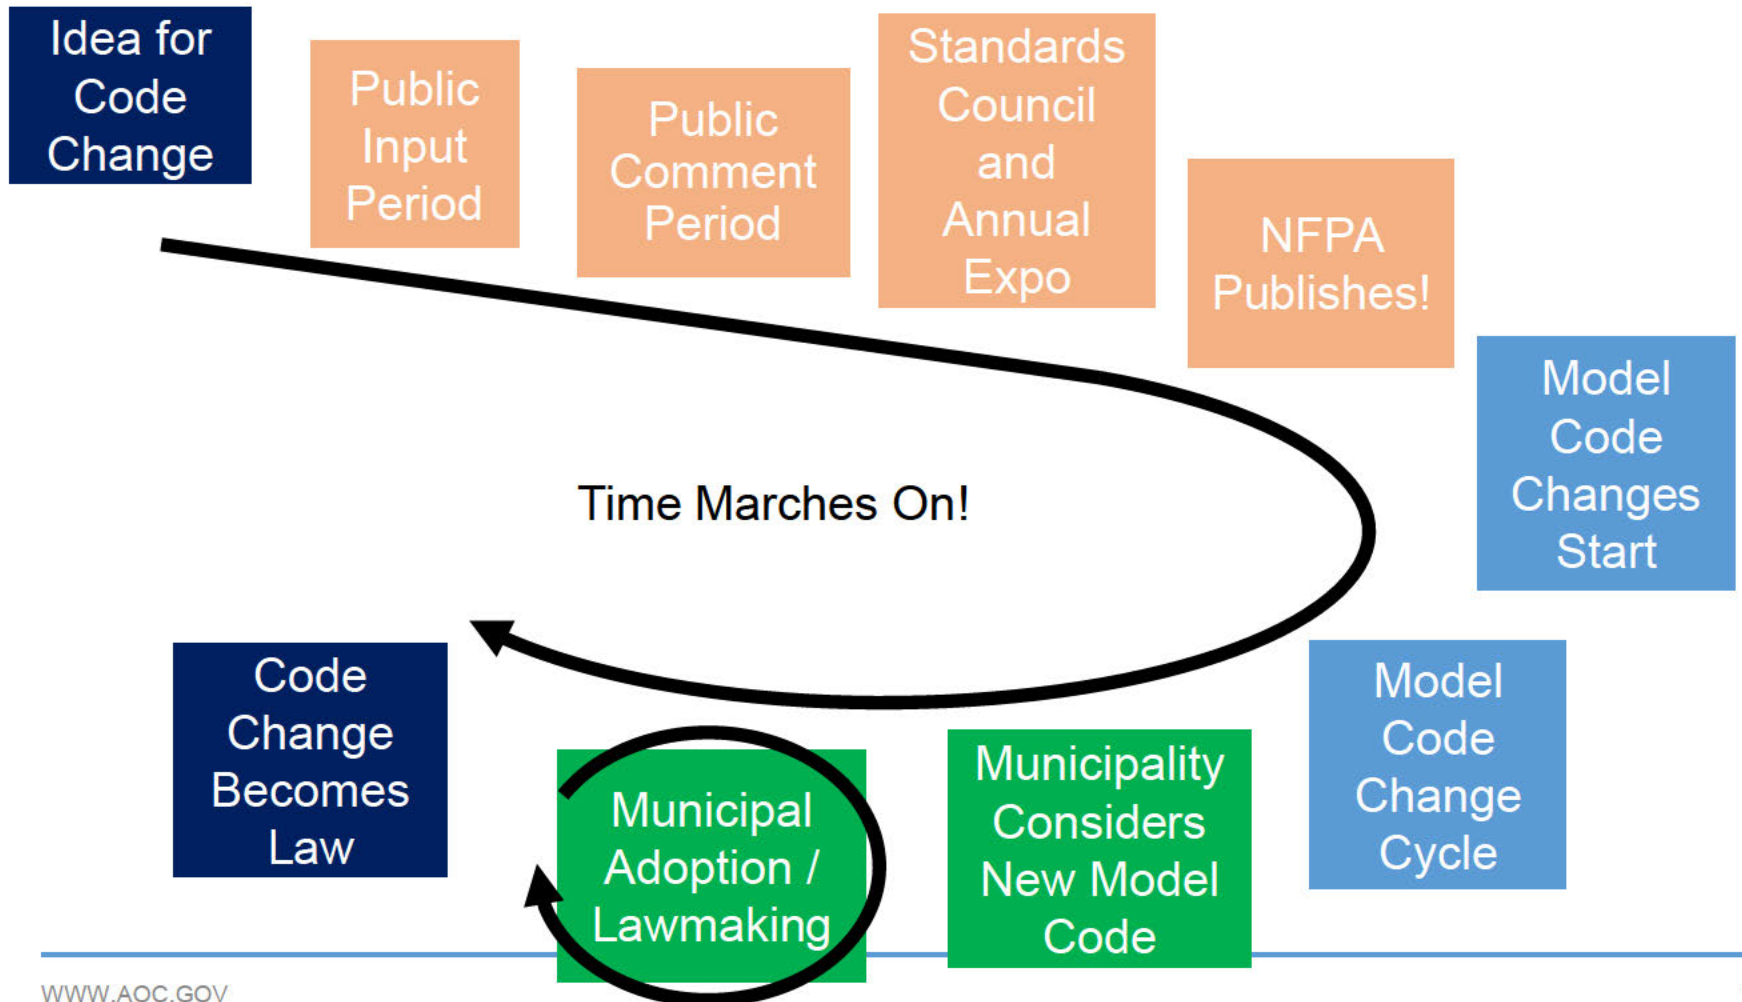 Idea for
Code
Change
Public
Input
Period
Public
Comment
Period
Standards
Council
and
Annual
Expo
NFPA
Publishes!
Model
Code
Changes
Start
Time Marches On!
Model
Code
Change
Cycle
Municipality
Considers
New Model
Code
Municipal
Adoption /
Lawmaking
Code
Change
Becomes
Law
WWW.AOC.GOV